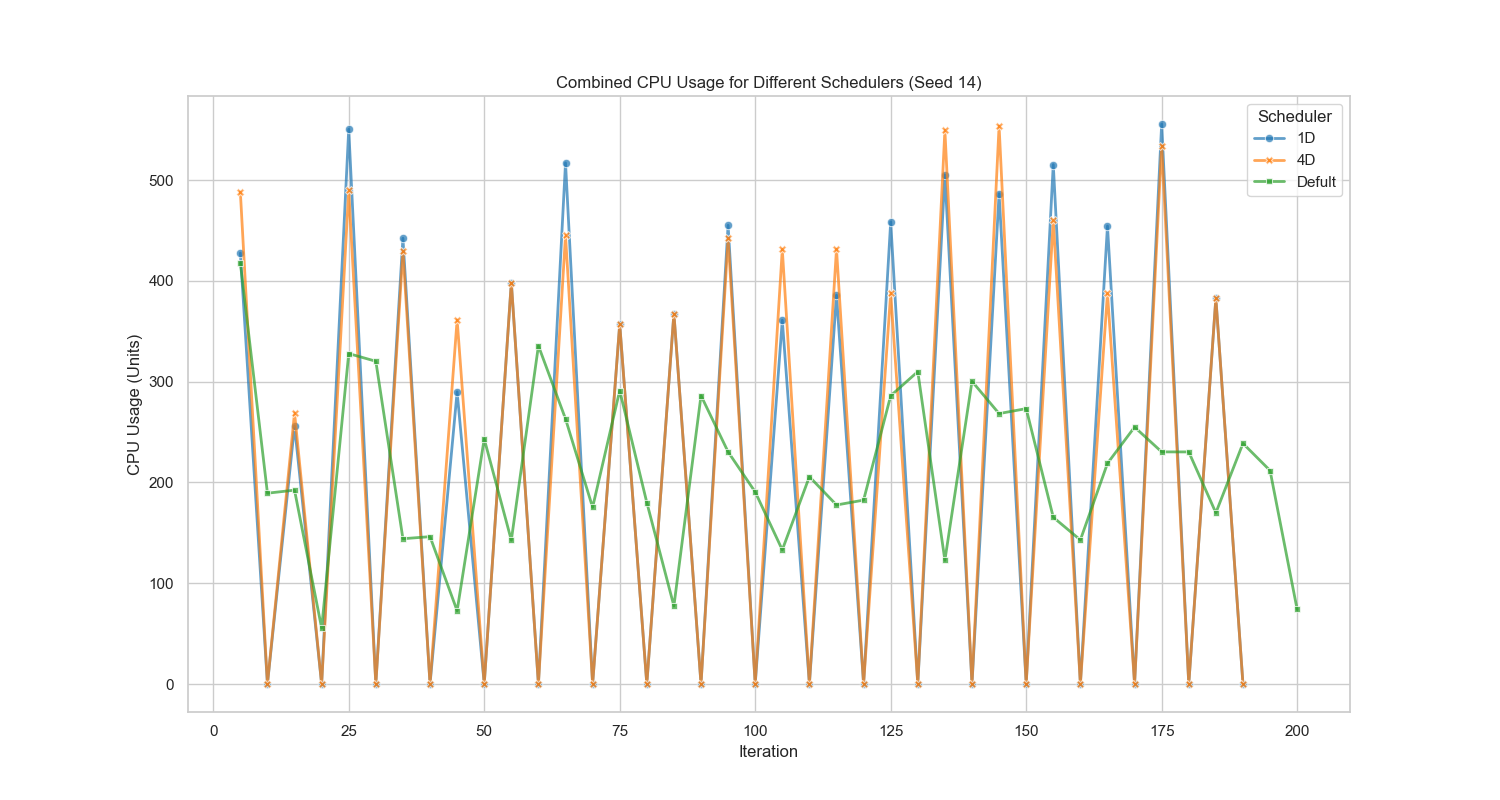 Combined CPU Usage for Different Schedulers (Seed 14)
Scheduler
1D
4D
Defult
CPU Usage (Units)
500
400
300
200
100
0
0 25 50 75 100 125 150 175 200
Iteration